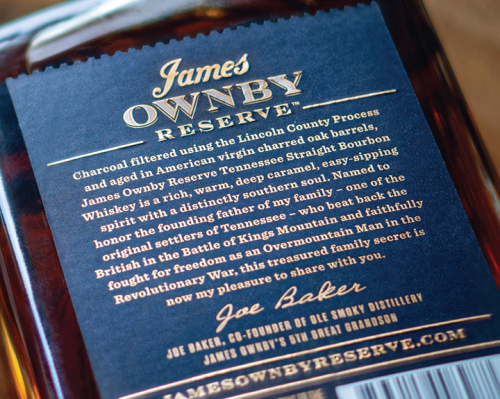 James
OWNBY
RESERVE™
Charcoal filtered using the Lincoln County Process
and aged in American virgin charred oak barrels,
James Ownby Reserve Tennessee Straight Bourbon
Whiskey is a rich, warm, deep caramel, easy-sipping
spirit with a distinctly southern soul. Named to
honor the founding father of my family – one of the
original settlers of Tennessee – who beat back the
British in the Battle of Kings Mountain and faithfully
fought for freedom as an Overmountain Man in the
Revolutionary War, this treasured family secret is
now my pleasure to share with you.
Joe Baker
JOE BAKER, CO-FOUNDER OF OLE SMOKY DISTILLERY
JAMES OWNBY'S 5TH GREAT GRANDSON
JAMESOWNBYRESERVE.COM